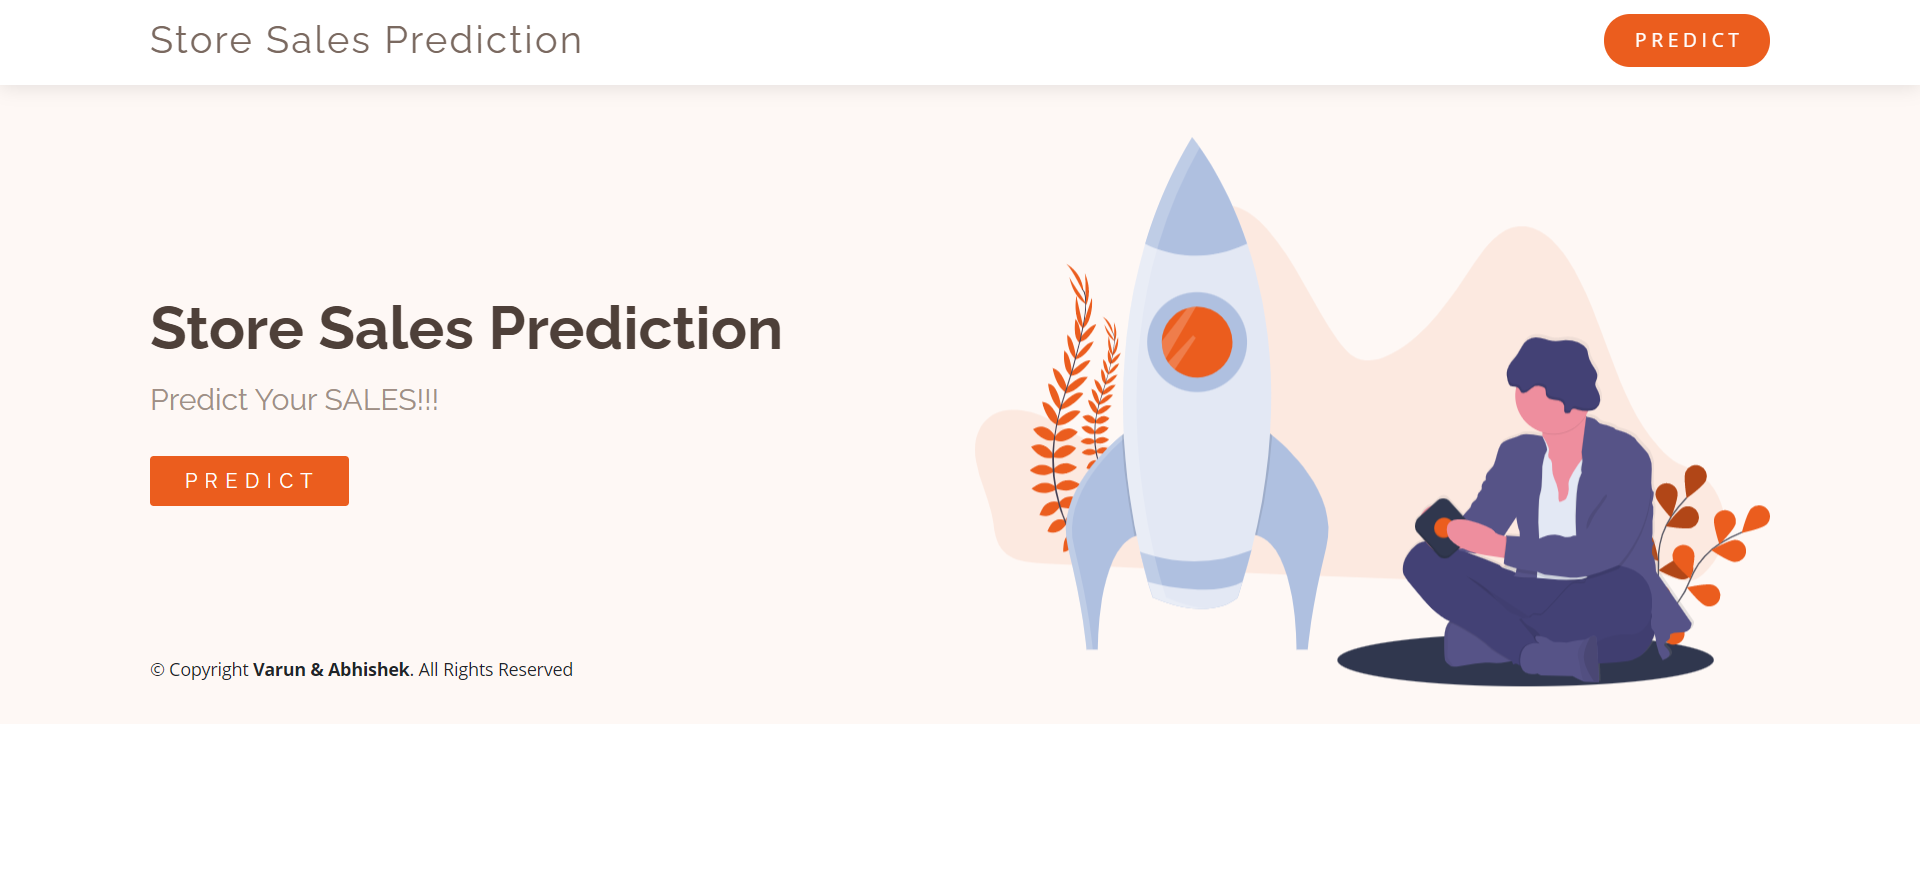 Store Sales Prediction
PREDICT
Store Sales Prediction
Predict Your SALES!!!
PREDICT
© Copyright Varun & Abhishek. All Rights Reserved